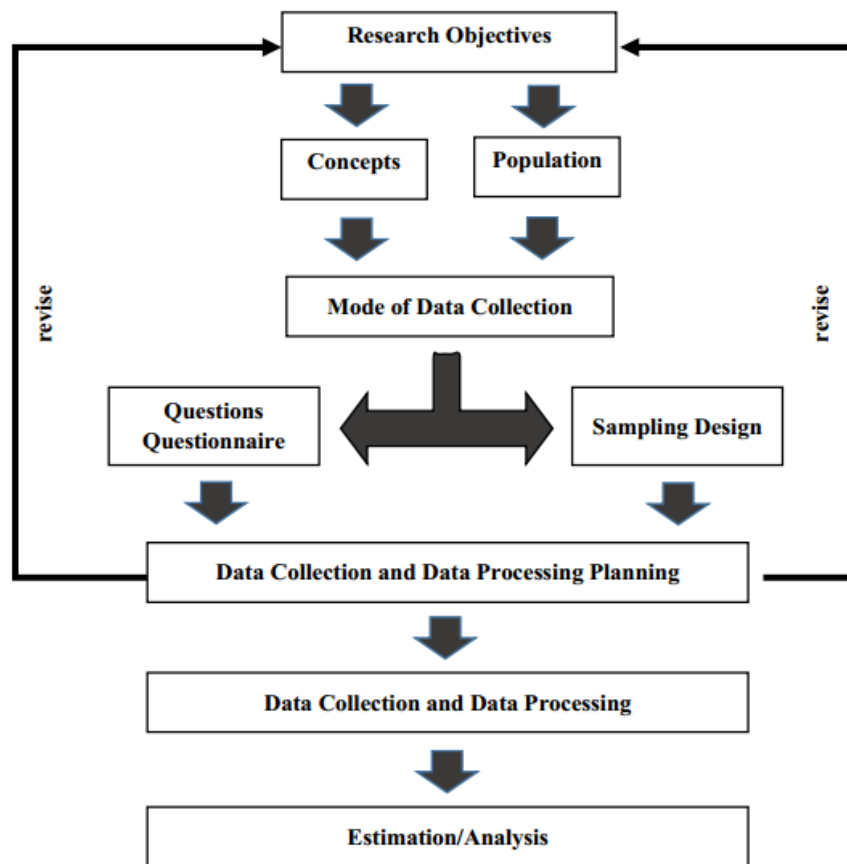 Research Objectives
Concepts
Population
Mode of Data Collection
revise
revise
Questions
Questionnaire
Sampling Design
Data Collection and Data Processing Planning
Data Collection and Data Processing
Estimation/Analysis